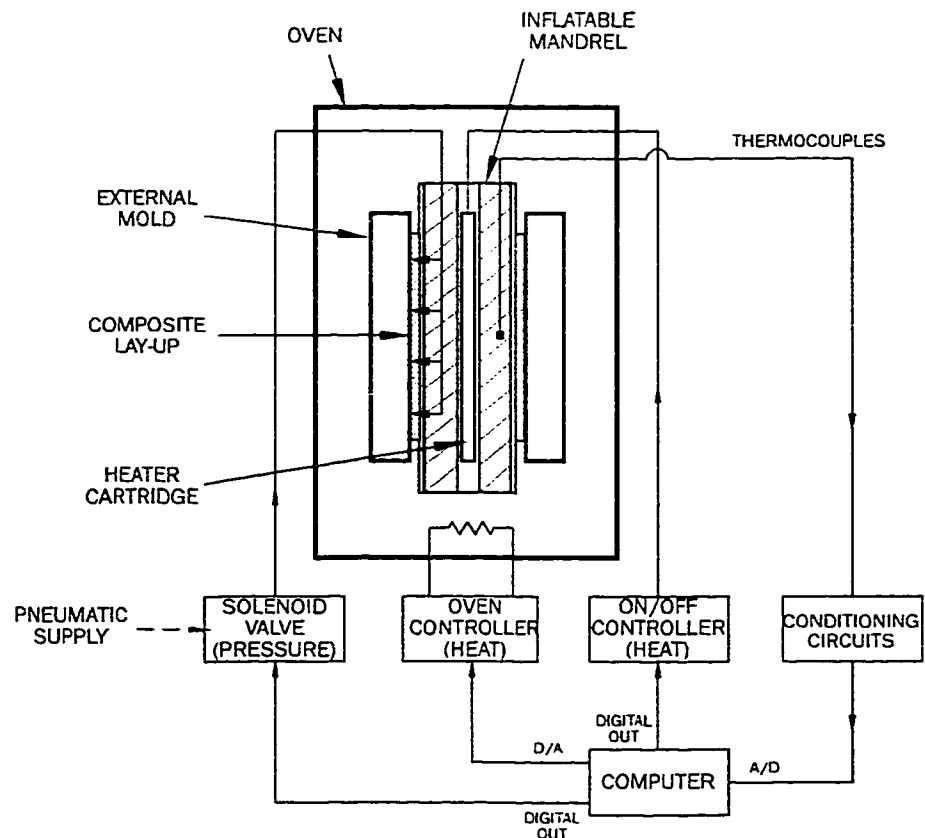 OVEN
INFLATABLE
MANDREL
THERMOCOUPLES
EXTERNAL
MOLD
COMPOSITE
LAY-UP
HEATER
CARTRIDGE
PNEUMATIC
SUPPLY
SOLENOID
VALVE
(PRESSURE)
OVEN
CONTROLLER
(HEAT)
ON/OFF
CONTROLLER
(HEAT)
CONDITIONING
CIRCUITS
DIGITAL
OUT
D/A
COMPUTER
A/D
DIGITAL
OUT